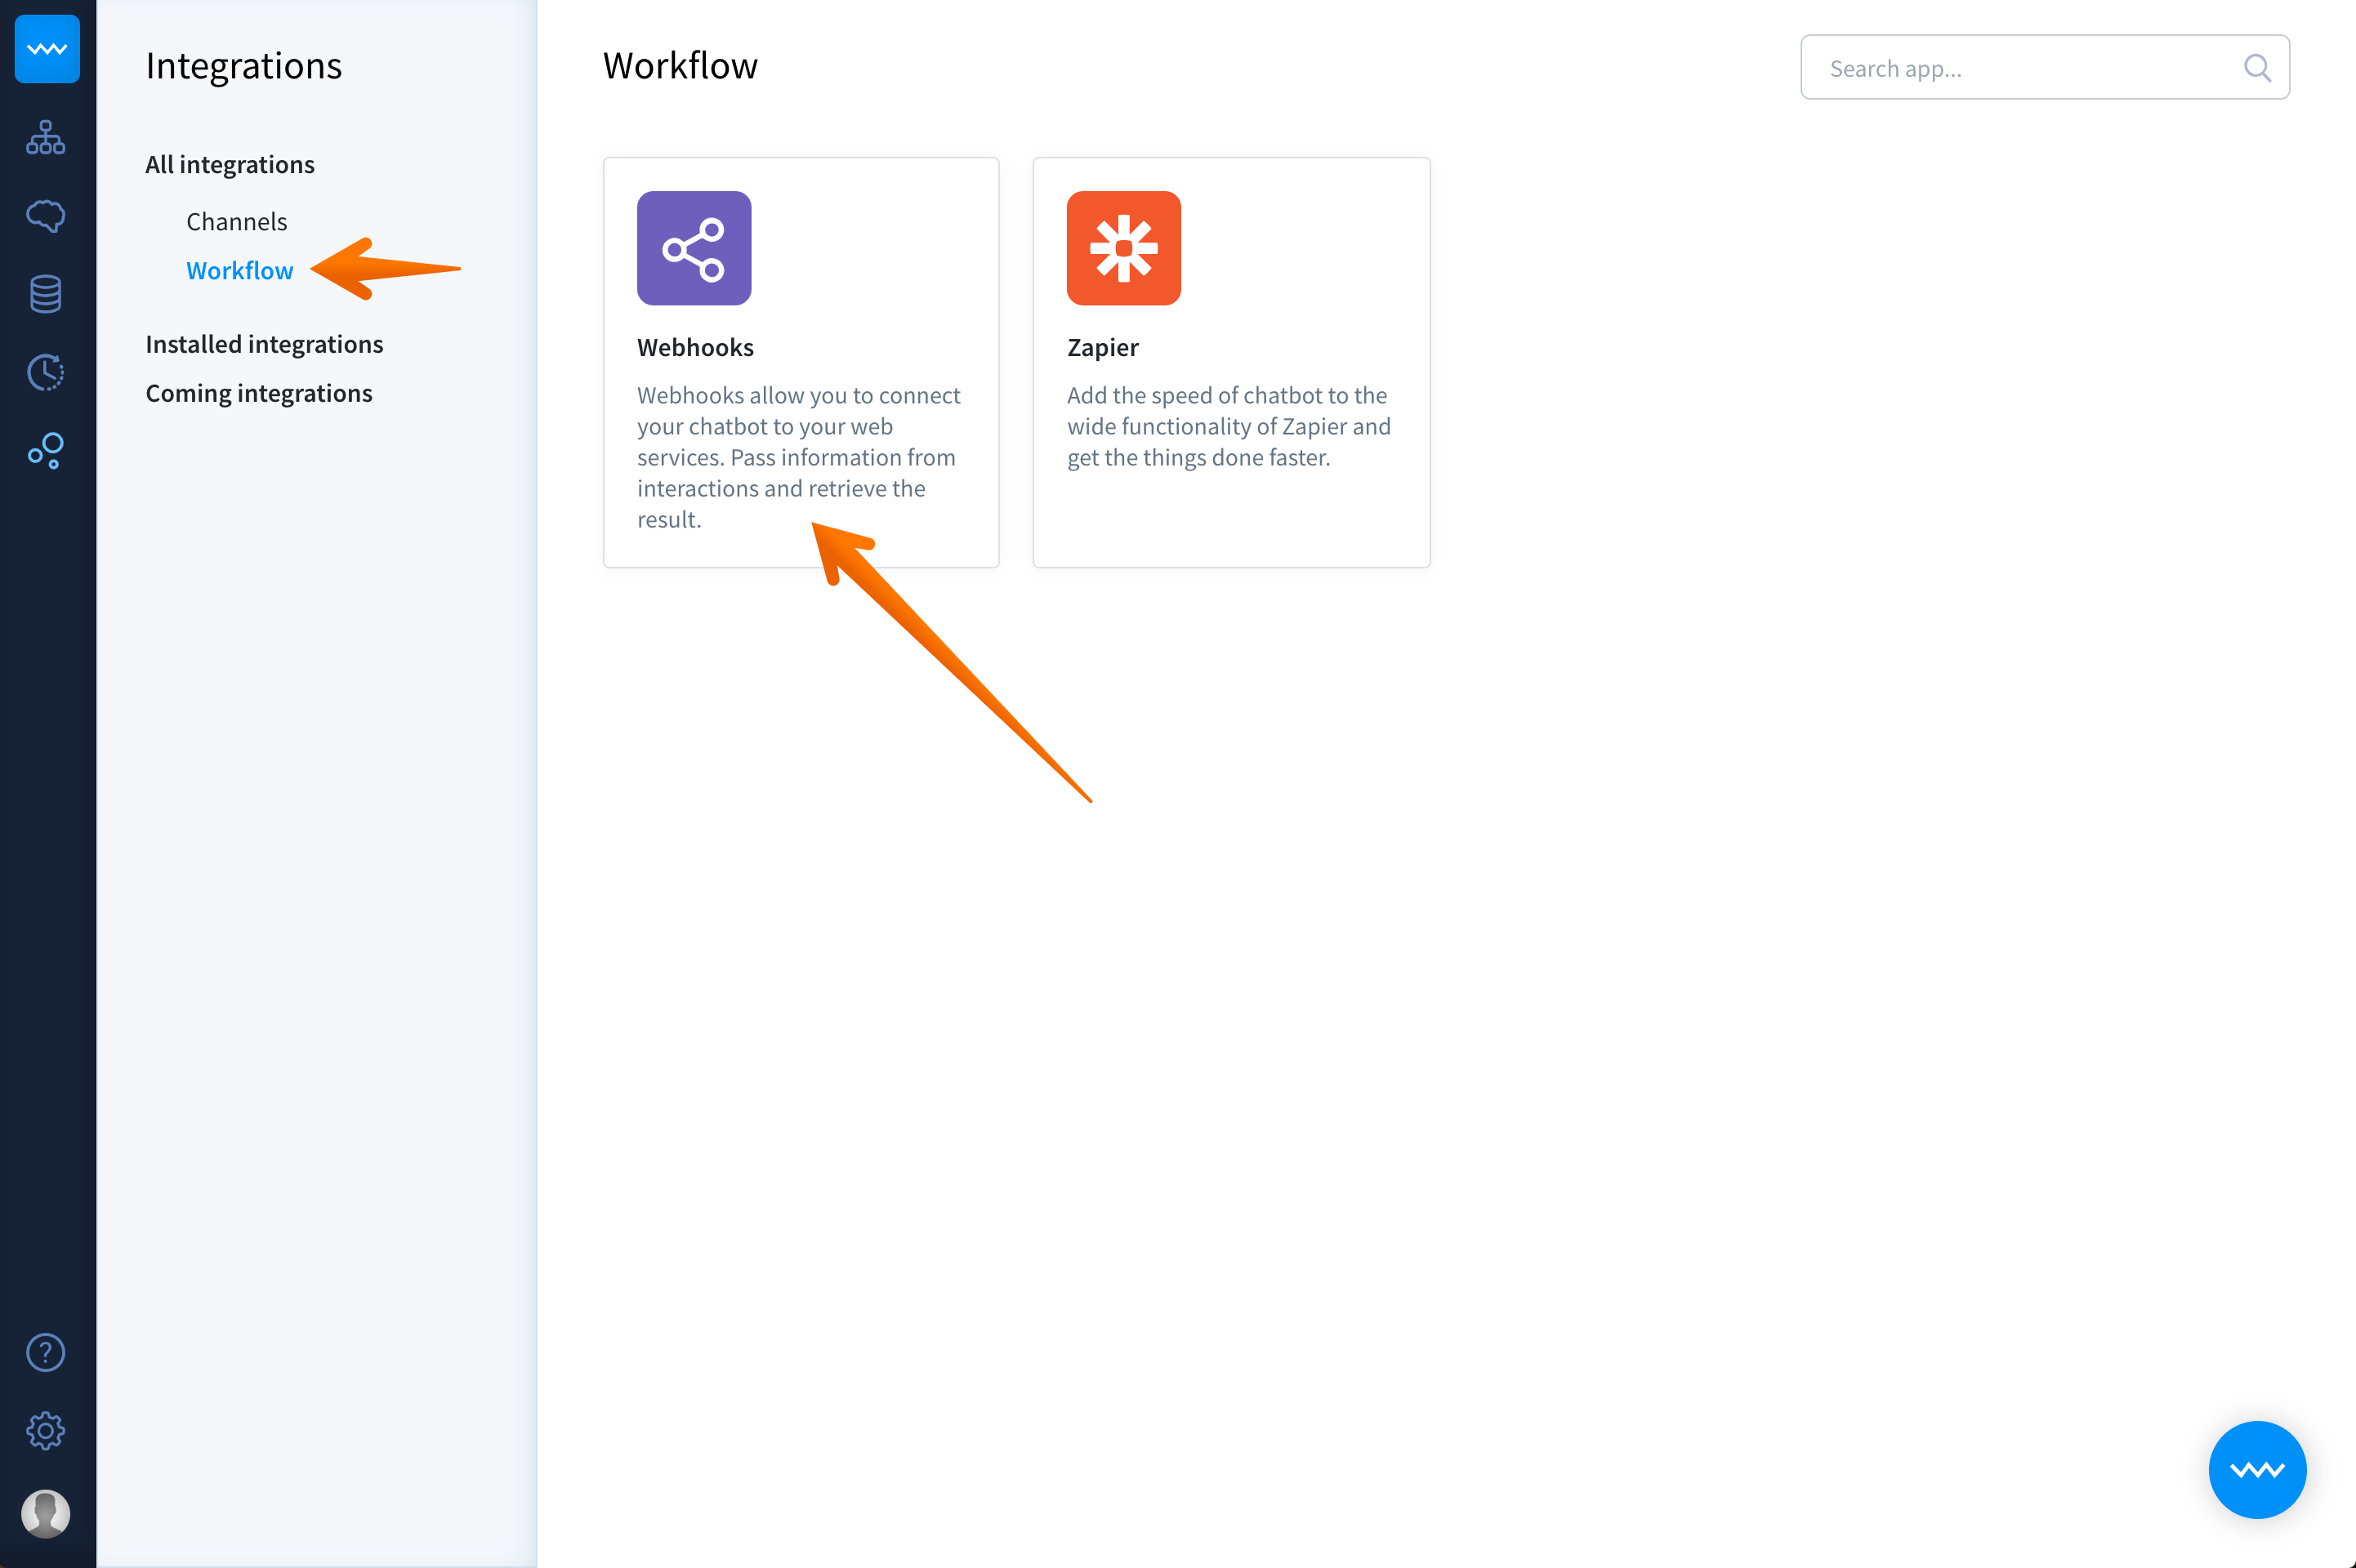 Integrations
All integrations
Channels
Workflow
Installed integrations
Coming integrations
Workflow
Search app...
Webhooks
Webhooks allow you to connect
your chatbot to your web
services. Pass information from
interactions and retrieve the
result.
Zapier
Add the speed of chatbot to the
wide functionality of Zapier and
get the things done faster.
?